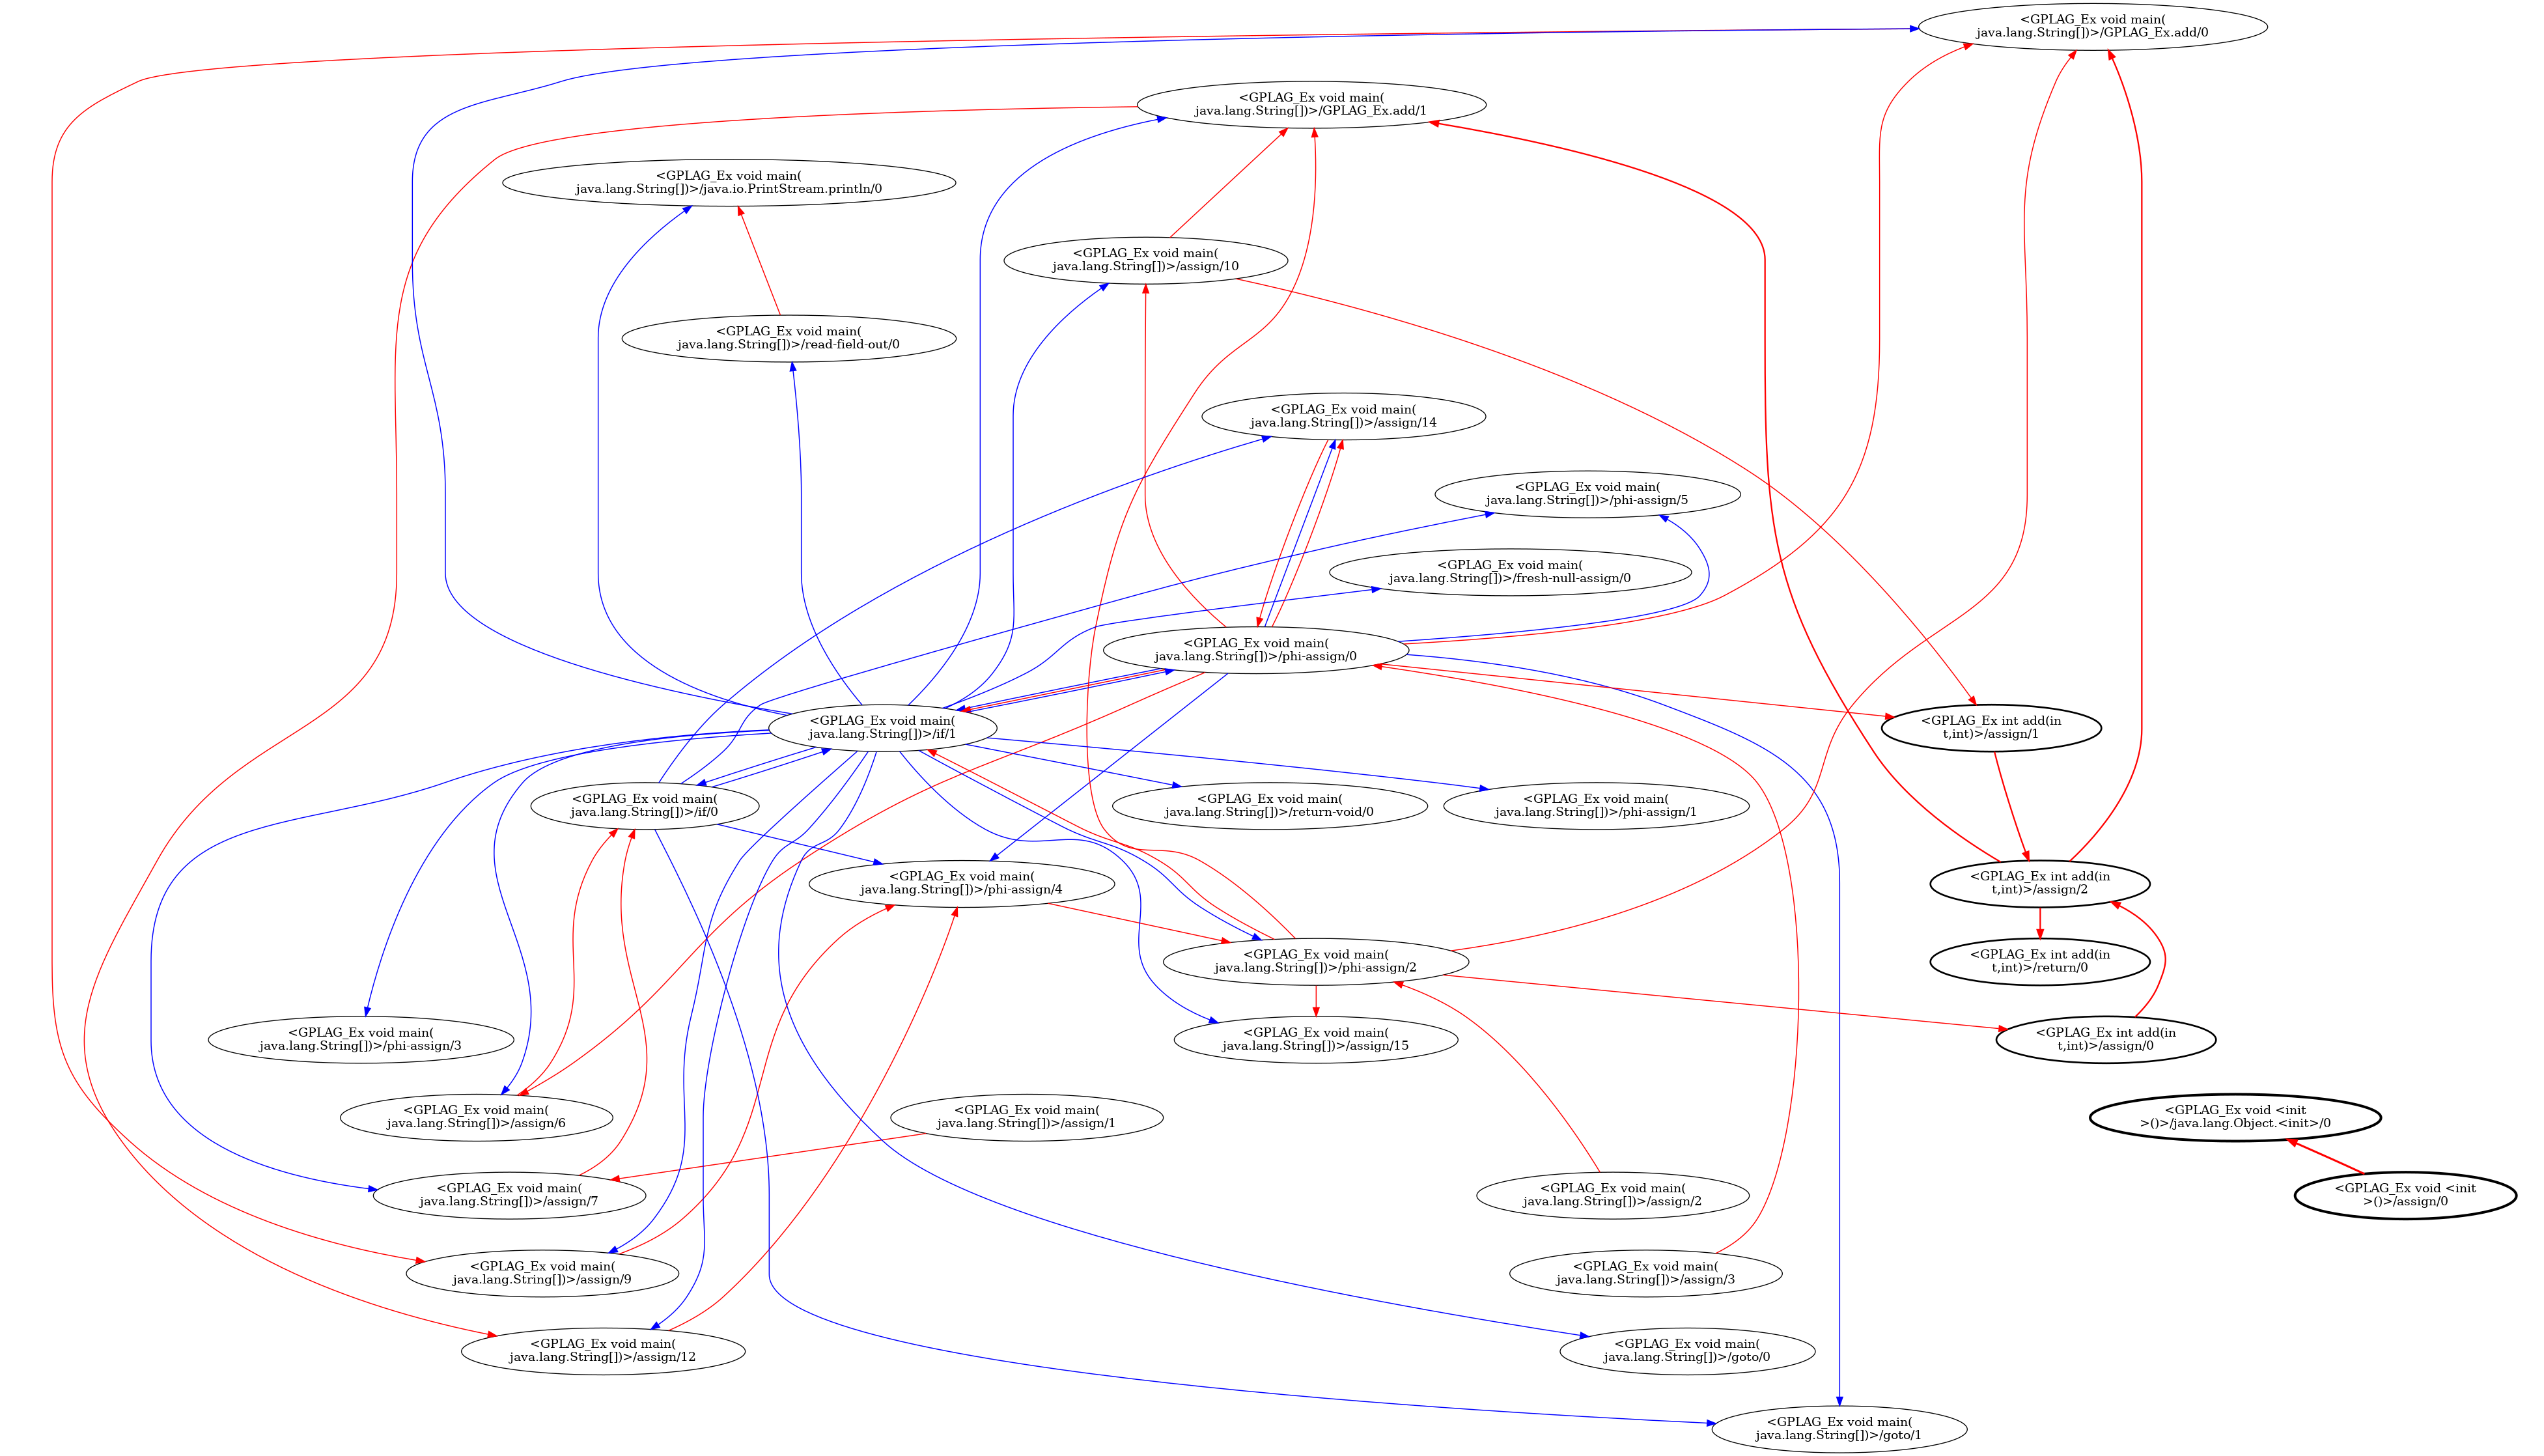 <GPLAG_Ex void main(
java.lang.String[])>/GPLAG_Ex.add/0
<GPLAG_Ex void main(
java.lang.String[])>/GPLAG_Ex.add/1
<GPLAG_Ex void main(
java.lang.String[])>/java.io.PrintStream.println/0
<GPLAG_Ex void main(
java.lang.String[])>/assign/10
<GPLAG_Ex void main(
java.lang.String[])>/read-field-out/0
<GPLAG_Ex void main(
java.lang.String[])>/assign/14
<GPLAG_Ex void main(
java.lang.String[])>/phi-assign/5
<GPLAG_Ex void main(
java.lang.String[])>/fresh-null-assign/0
<GPLAG_Ex void main(
java.lang.String[])>/phi-assign/0
<GPLAG_Ex void main(
java.lang.String[])>/if/1
<GPLAG_Ex int add(in
t,int)>/assign/1
<GPLAG_Ex void main(
java.lang.String[])>/if/0
<GPLAG_Ex void main(
java.lang.String[])>/return-void/0
<GPLAG_Ex void main(
java.lang.String[])>/phi-assign/1
<GPLAG_Ex void main(
java.lang.String[])>/phi-assign/4
<GPLAG_Ex int add(in
t,int)>/assign/2
<GPLAG_Ex void main(
java.lang.String[])>/phi-assign/2
<GPLAG_Ex int add(in
t,int)>/return/0
<GPLAG_Ex void main(
java.lang.String[])>/phi-assign/3
<GPLAG_Ex void main(
java.lang.String[])>/assign/15
<GPLAG_Ex int add(in
t,int)>/assign/0
<GPLAG_Ex void main(
java.lang.String[])>/assign/6
<GPLAG_Ex void main(
java.lang.String[])>/assign/1
<GPLAG_Ex void <init
>()>/java.lang.Object.<init>/0
<GPLAG_Ex void main(
java.lang.String[])>/assign/7
<GPLAG_Ex void main(
java.lang.String[])>/assign/2
<GPLAG_Ex void <init
>()>/assign/0
<GPLAG_Ex void main(
java.lang.String[])>/assign/9
<GPLAG_Ex void main(
java.lang.String[])>/assign/3
<GPLAG_Ex void main(
java.lang.String[])>/assign/12
<GPLAG_Ex void main(
java.lang.String[])>/goto/0
<GPLAG_Ex void main(
java.lang.String[])>/goto/1